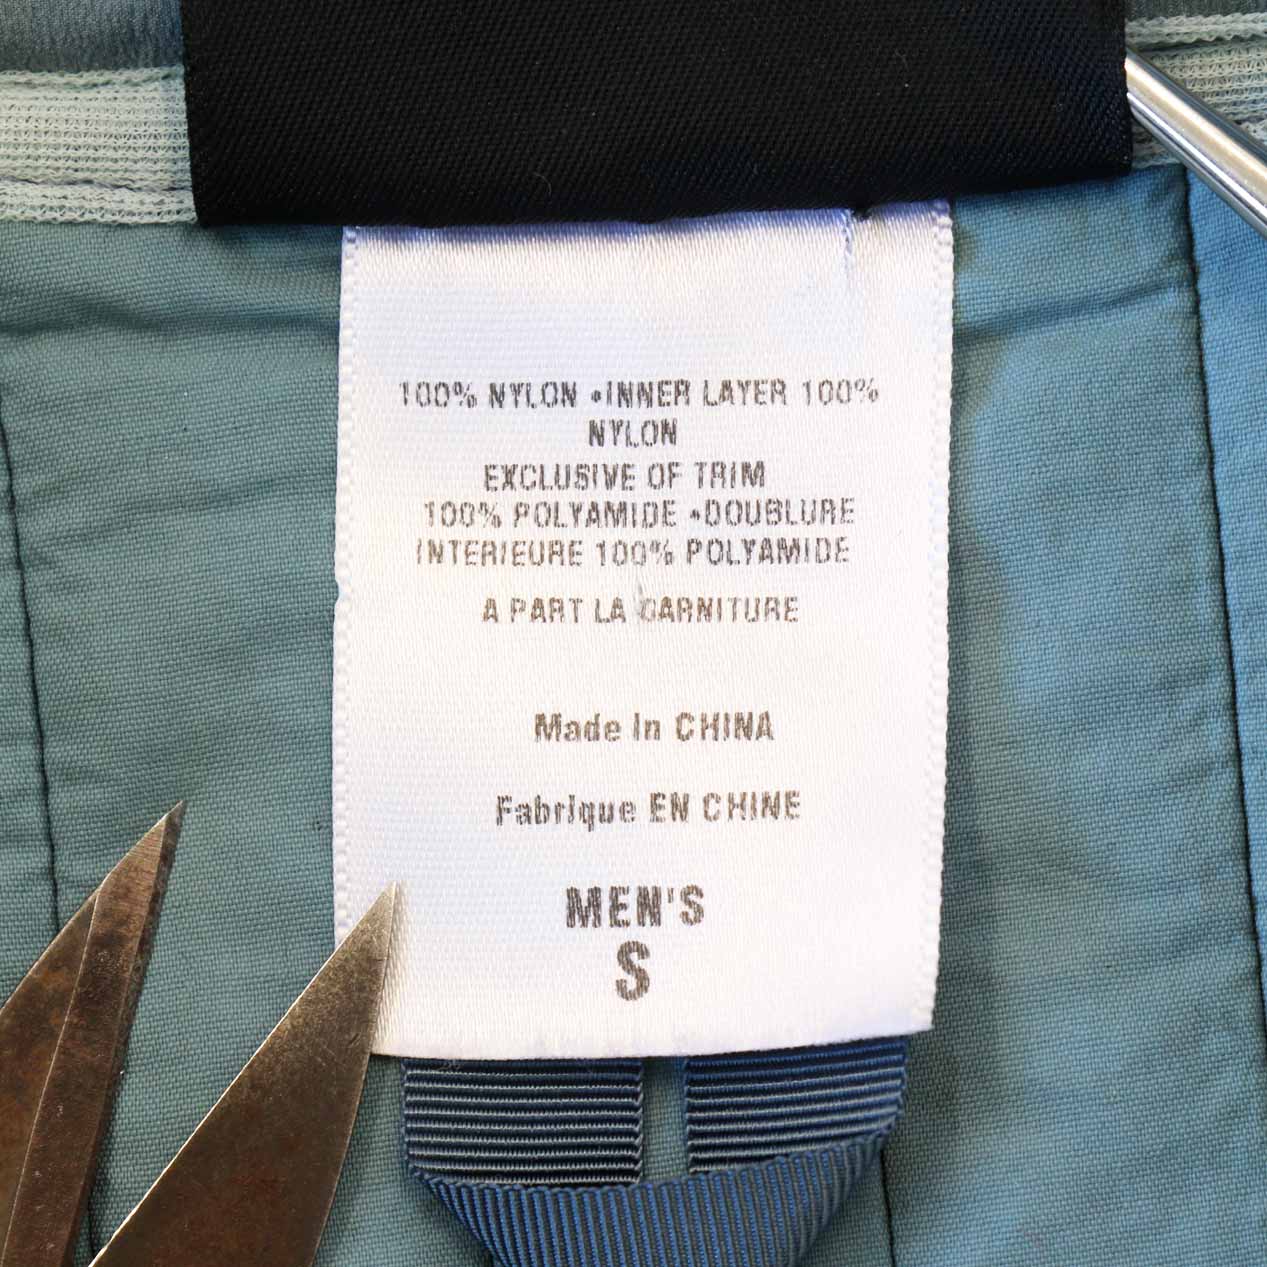 100% NYLON •INNER LAYER 100%
NYLON
EXCLUSIVE OF TRIM
100% POLYAMIDE •DOUBLURE
INTERIEURE 100% POLYAMIDE
A PART LA GARNITURE
Made In CHINA
Fabrique EN CHINE
MEN'S
S